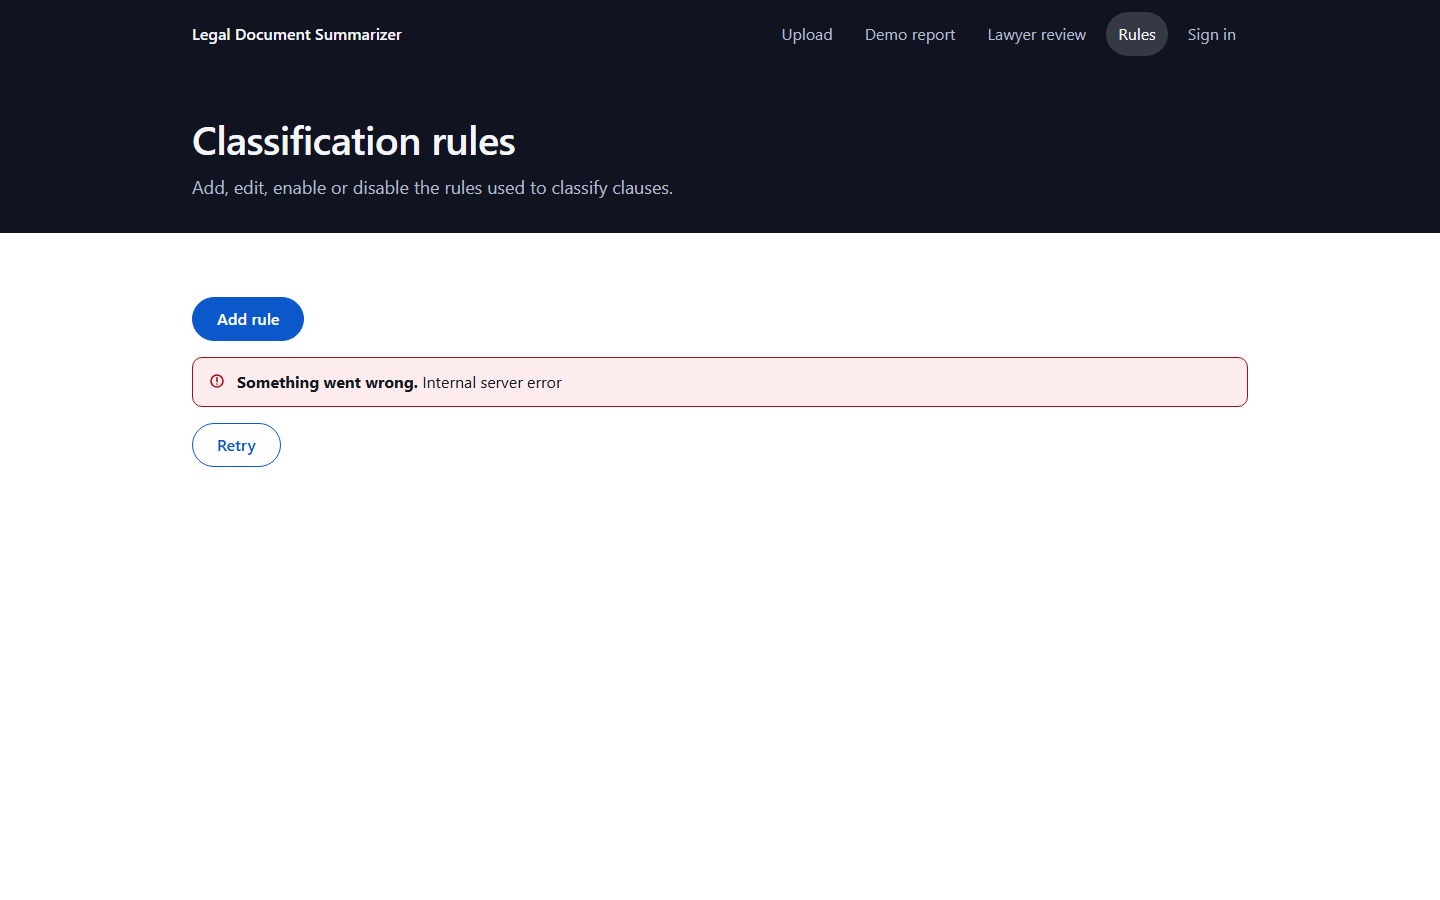 Legal Document Summarizer
Upload
Demo report
Lawyer review
Rules
Sign in
Classification rules
Add, edit, enable or disable the rules used to classify clauses.
Add rule
Something went wrong. Internal server error
Retry